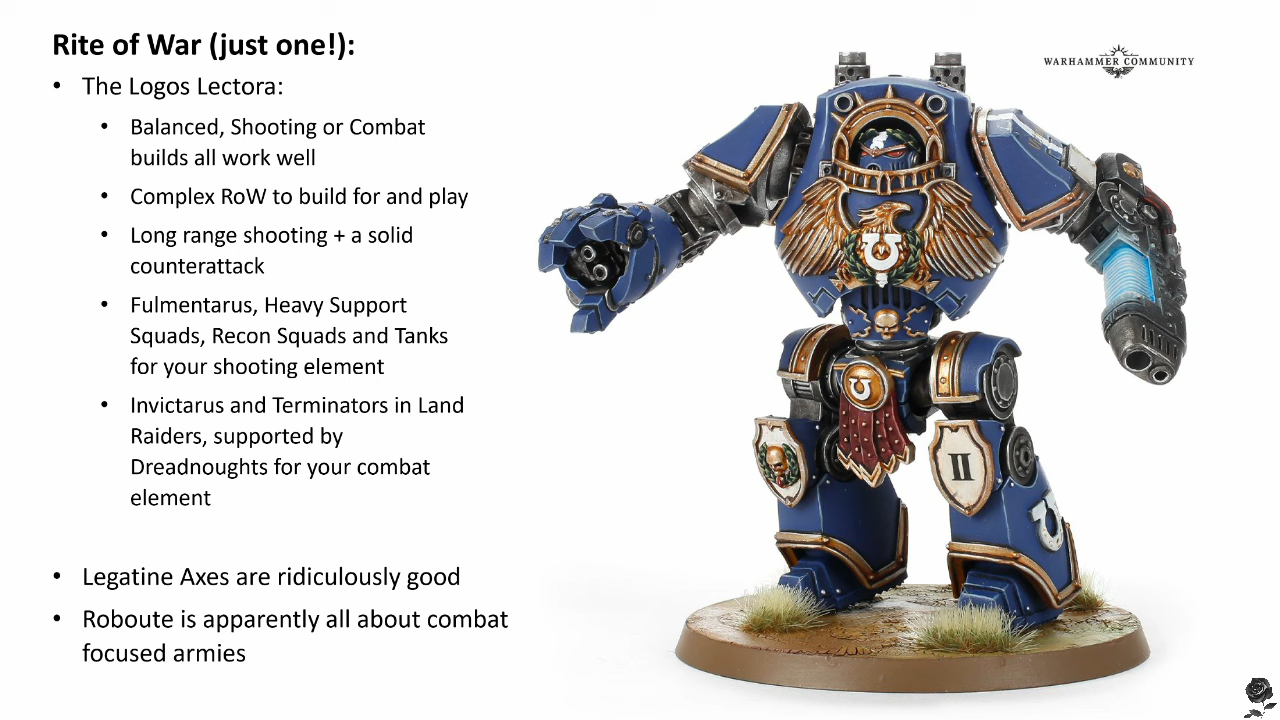 Rite of War (just one!):
• The Logos Lectora:
• Balanced, Shooting or Combat
builds all work well
• Complex RoW to build for and play
• Long range shooting + a solid
counterattack
• Fulmentarus, Heavy Support
Squads, Recon Squads and Tanks
for your shooting element
• Invictarus and Terminators in Land
Raiders, supported by
Dreadnoughts for your combat
element
• Legatine Axes are ridiculously good
• Roboute is apparently all about combat
focused armies
WARHAMMER COMMUNITY
II